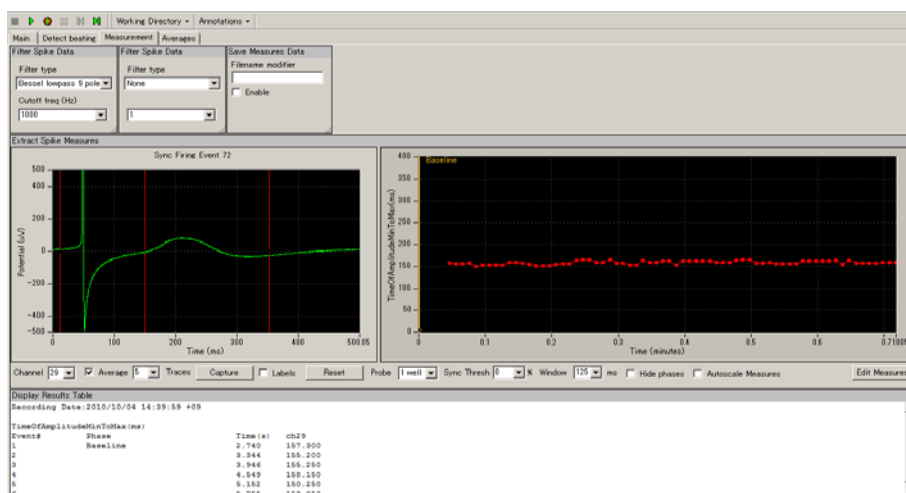 Working Directory Annotations
Main Detect beating Measurement Averages
Filter Spike Data Filter Spike Data Save Measures Data
Filter type Filter type Filename modifier
Bessel lowpass 9 pole None
Enable
Cutoff freq (Hz)
1000 1
Extract Spike Measures
Sync Firing Event 72
500
400
200
0
-200
-400
-500
Potential (uV)
0 100 200 300 400 500.05
Time (ms)
Baseline
400
350
300
250
200
150
100
50
0
TimeOfAmplitudeMinToMax(ms)
0 0.1 0.2 0.3 0.4 0.5 0.6
Time (minutes)
Channel 29 Average 5 Traces Capture Labels Reset Probe 1 well Sync Thresh 0 % Window 125 ms Hide phases Autoscale Measures Edit Measures
Display Results Table
Recording Date:2010/10/04 14:39:59 +09
TimeOfAmplitudeMinToMax(ms)
Event# Phase Time(s) ch29
1 Baseline 2.740 157.300
2 3.344 155.200
3 3.946 155.250
4 4.549 158.150
5 5.152 150.250